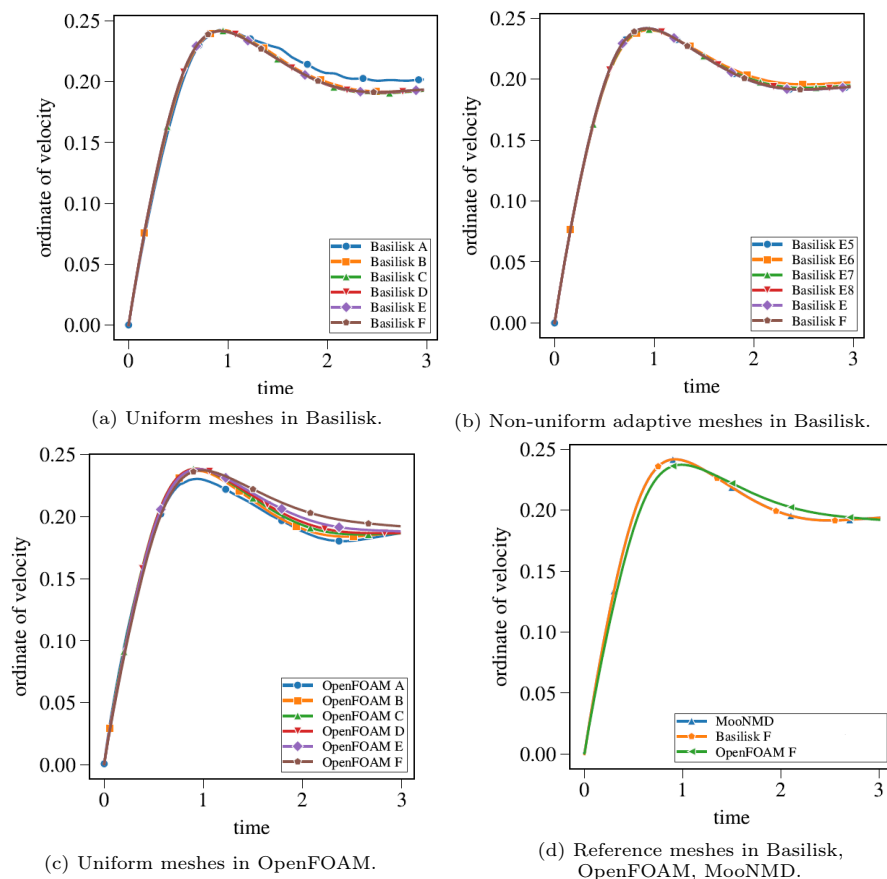 0.25
0.20
0.15
0.10
0.05
0.00
ordinate of velocity
0
1
2
3
time
Basilisk A
Basilisk B
Basilisk C
Basilisk D
Basilisk E
Basilisk F
(a) Uniform meshes in Basilisk.
0.25
0.20
0.15
0.10
0.05
0.00
ordinate of velocity
0
1
2
3
time
Basilisk E5
Basilisk E6
Basilisk E7
Basilisk E8
Basilisk E
Basilisk F
(b) Non-uniform adaptive meshes in Basilisk.
0.25
0.20
0.15
0.10
0.05
0.00
ordinate of velocity
0
1
2
3
time
OpenFOAM A
OpenFOAM B
OpenFOAM C
OpenFOAM D
OpenFOAM E
OpenFOAM F
(c) Uniform meshes in OpenFOAM.
0.25
0.20
0.15
0.10
0.05
0.00
ordinate of velocity
0
1
2
3
time
MooNMD
Basilisk F
OpenFOAM F
(d) Reference meshes in Basilisk,
OpenFOAM, MooNMD.